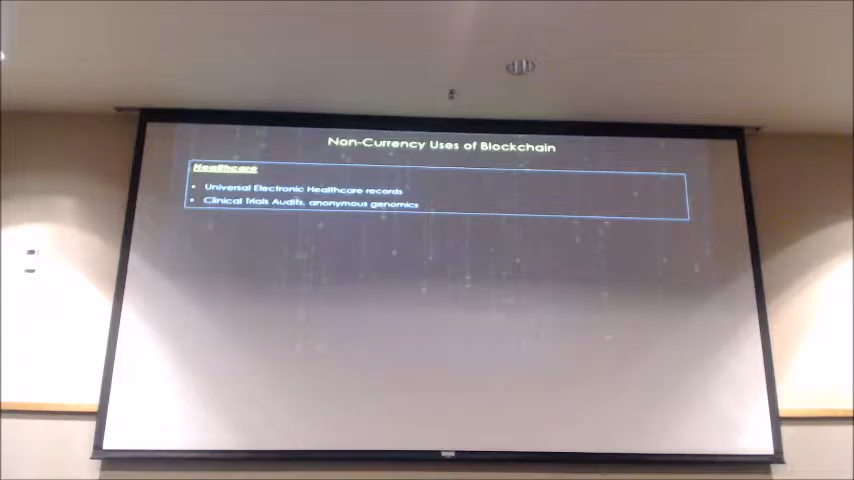 Non-Currency Uses of Blockchain
Healthcare
• Universal Electronic Healthcare records
• Clinical Trials Audits, anonymous genomics